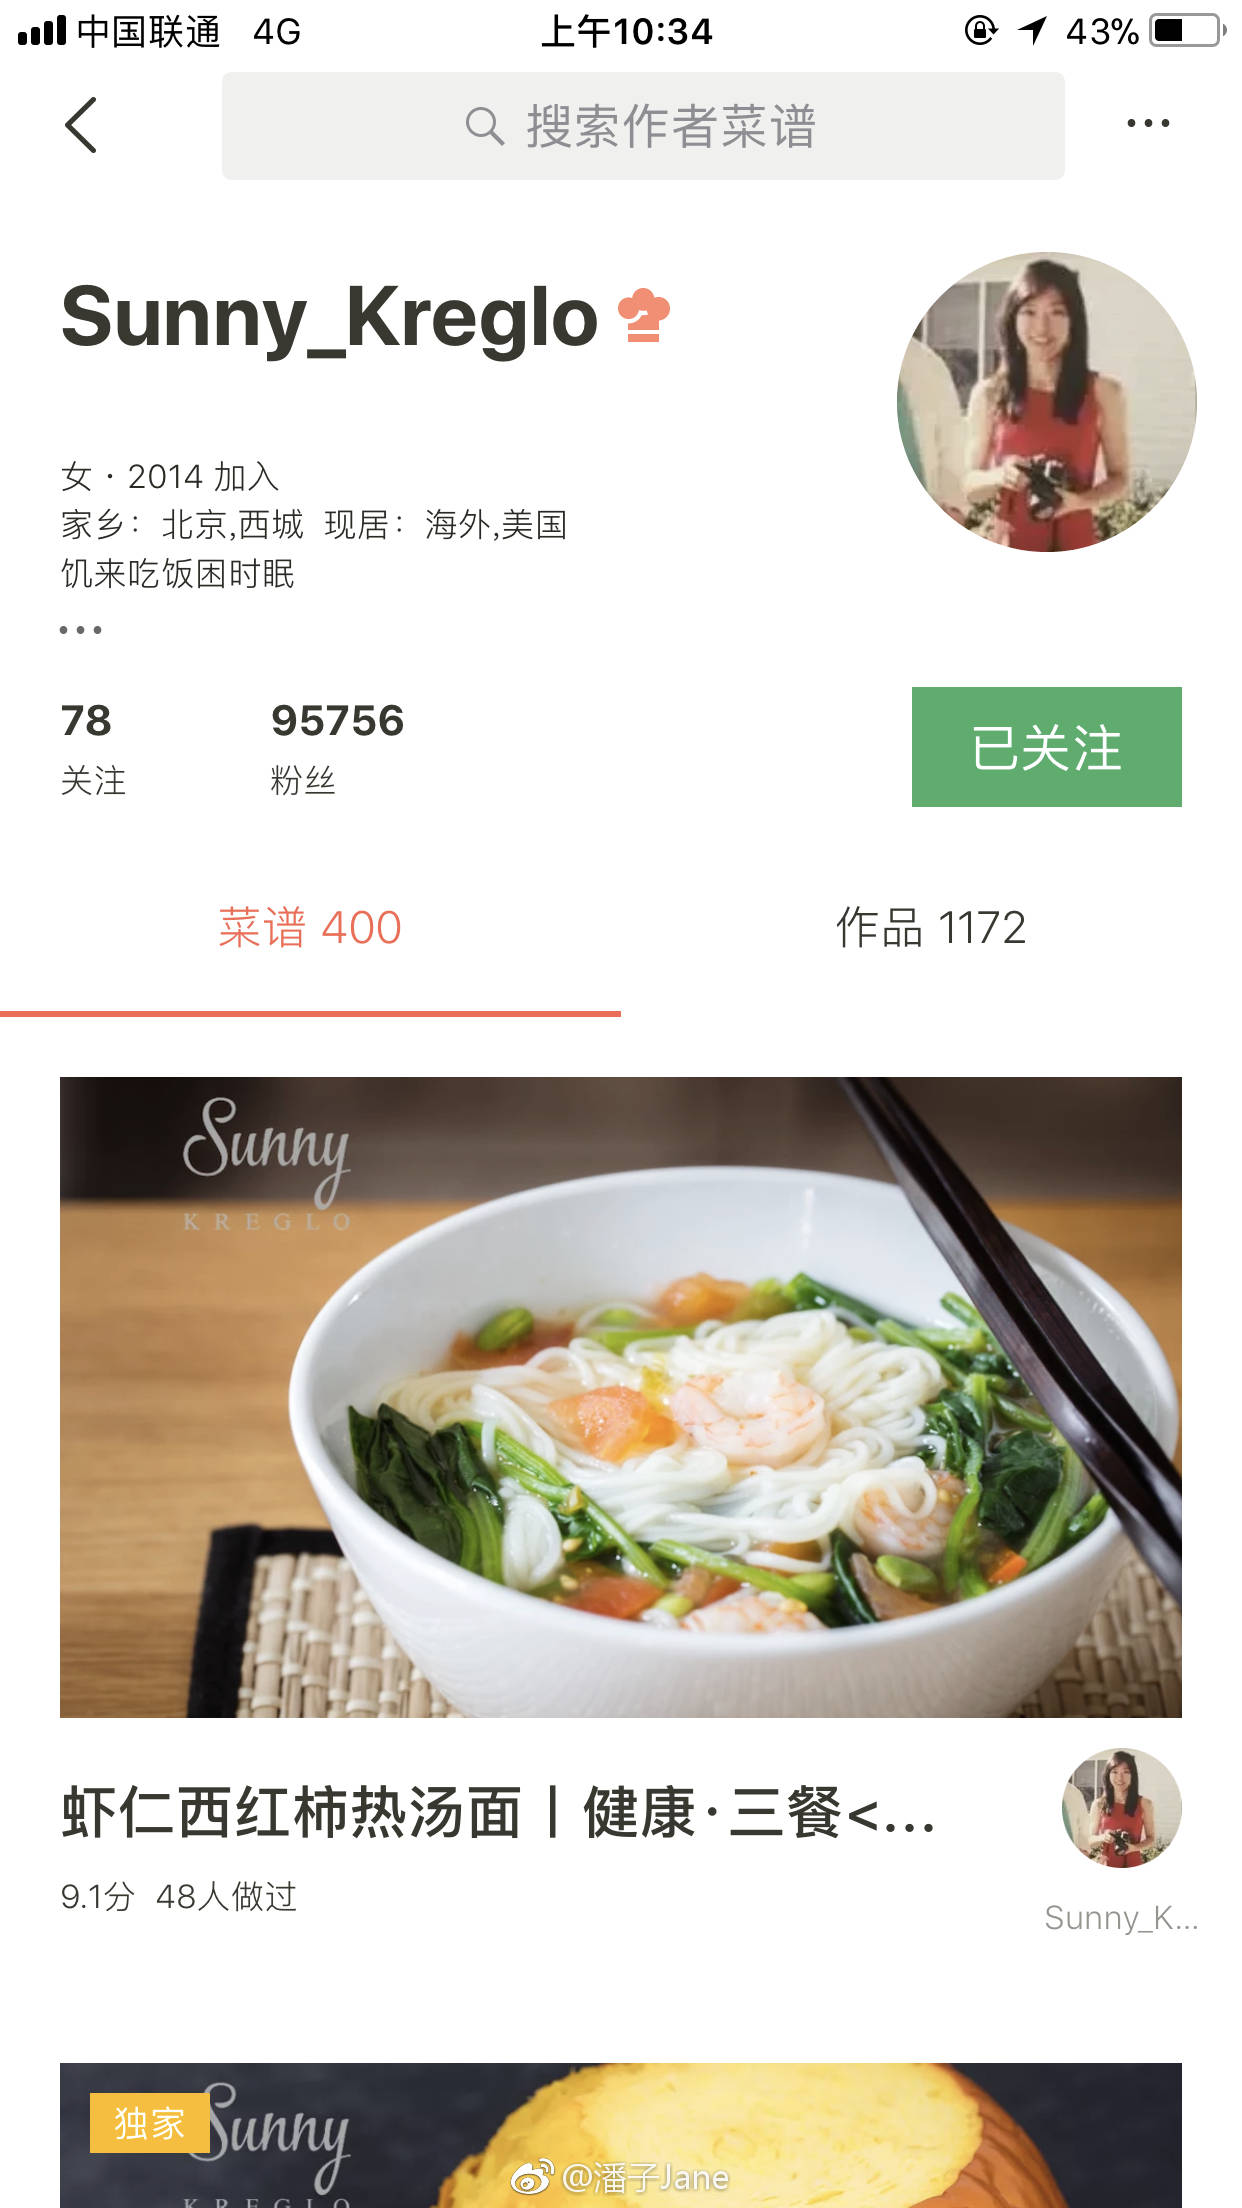 中国联通 4G 上午10:34 43%
搜索作者菜谱
Sunny_Kreglo
女 · 2014 加入
家乡：北京,西城 现居：海外,美国
饥来吃饭困时眠
78 95756
关注 粉丝
已关注
菜谱 400 作品 1172
Sunny
KREGLO
虾仁西红柿热汤面丨健康·三餐<...
9.1分 48人做过
Sunny_K...
独家
Sunny
KREGLO
@潘子Jane